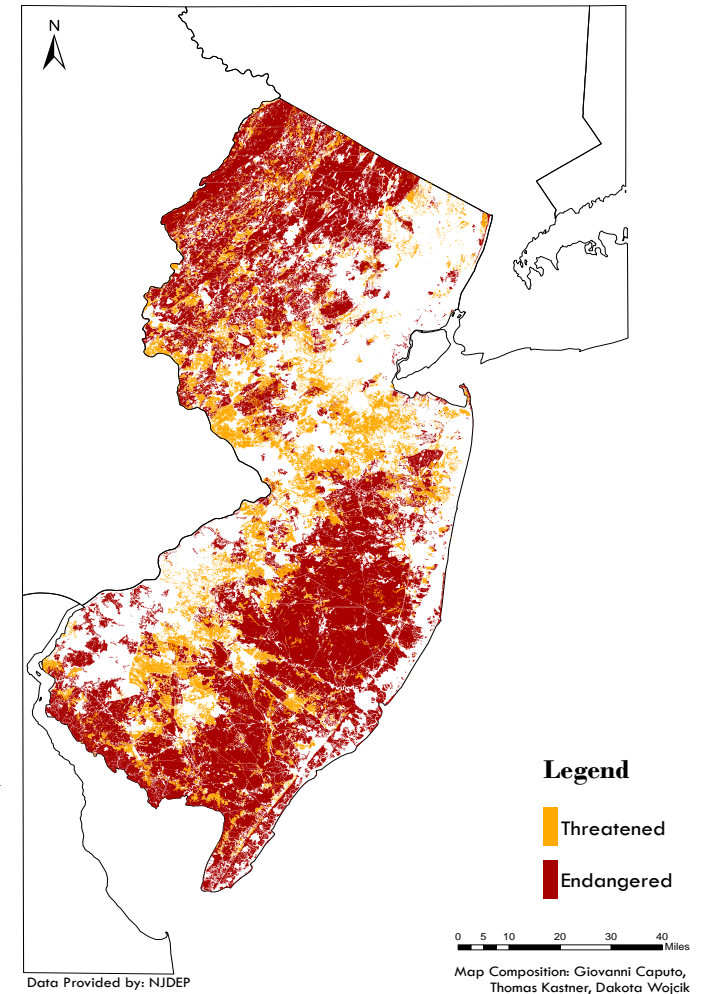 N
Legend
Threatened
Endangered
0 5 10 20 30 40
Miles
Data Provided by: NJDEP
Map Composition: Giovanni Caputo,
Thomas Kastner, Dakota Wojcik